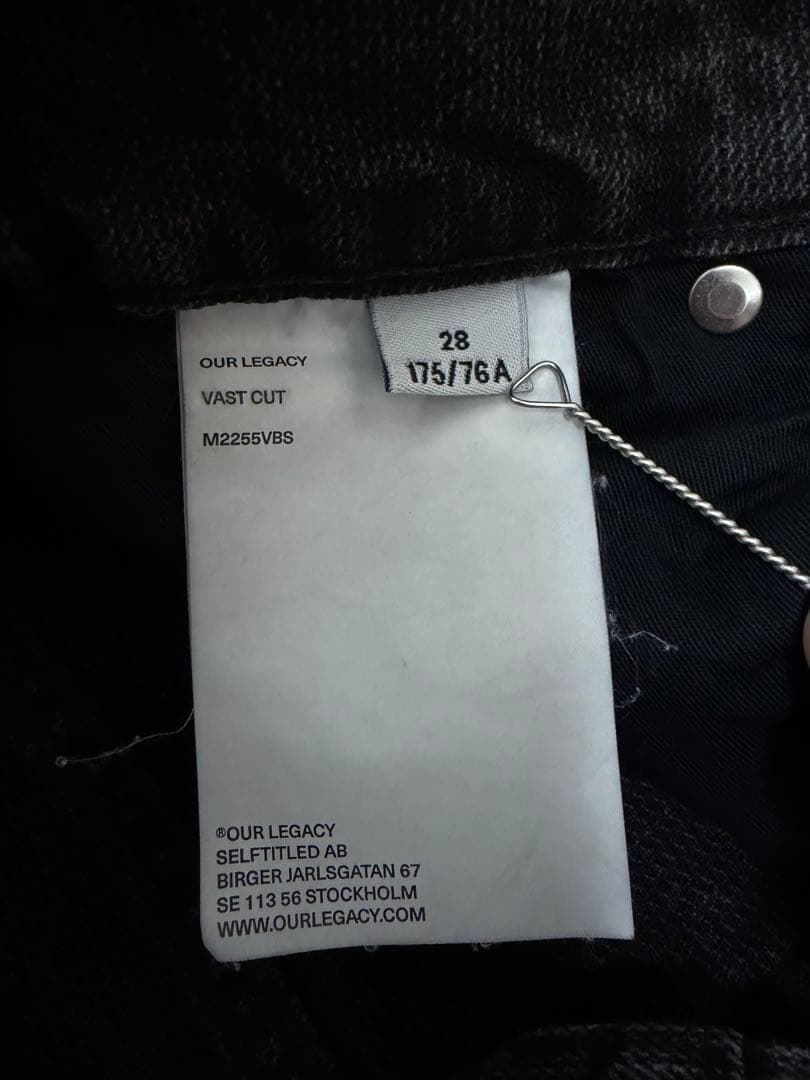 28
175/76A
OUR LEGACY
VAST CUT
M2255VBS
®OUR LEGACY
SELFTITLED AB
BIRGER JARLSGATAN 67
SE 113 56 STOCKHOLM
WWW.OURLEGACY.COM